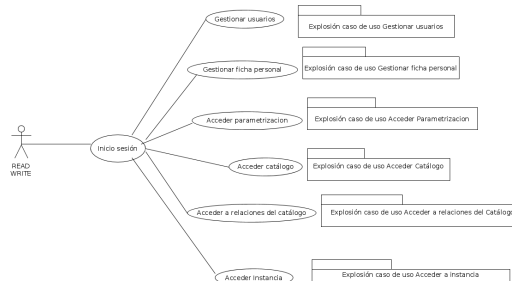 Gestionar usuarios
Explosión caso de uso Gestionar usuarios
Gestionar ficha personal
Explosión caso de uso Gestionar ficha personal
Acceder parametrizacion
Explosión caso de uso Acceder Parametrizacion
Inicio sesión
READ
WRITE
Acceder catálogo
Explosión caso de uso Acceder Catálogo
Acceder a relaciones del catálogo
Explosión caso de uso Acceder a relaciones del Catálogo
Acceder Instancia
Explosión caso de uso Acceder a instancia